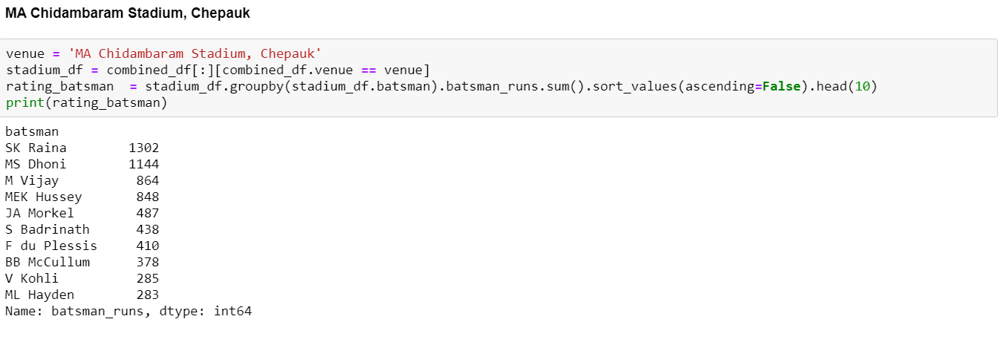 MA Chidambaram Stadium, Chepauk
venue = 'MA Chidambaram Stadium, Chepauk'
stadium_df = combined_df[:][combined_df.venue == venue]
rating_batsman  = stadium_df.groupby(stadium_df.batsman).batsman_runs.sum().sort_values(ascending=False).head(10)
print(rating_batsman)
batsman
SK Raina        1302
MS Dhoni        1144
M Vijay          864
MEK Hussey       848
JA Morkel        487
S Badrinath      438
F du Plessis     410
BB McCullum      378
V Kohli          285
ML Hayden        283
Name: batsman_runs, dtype: int64